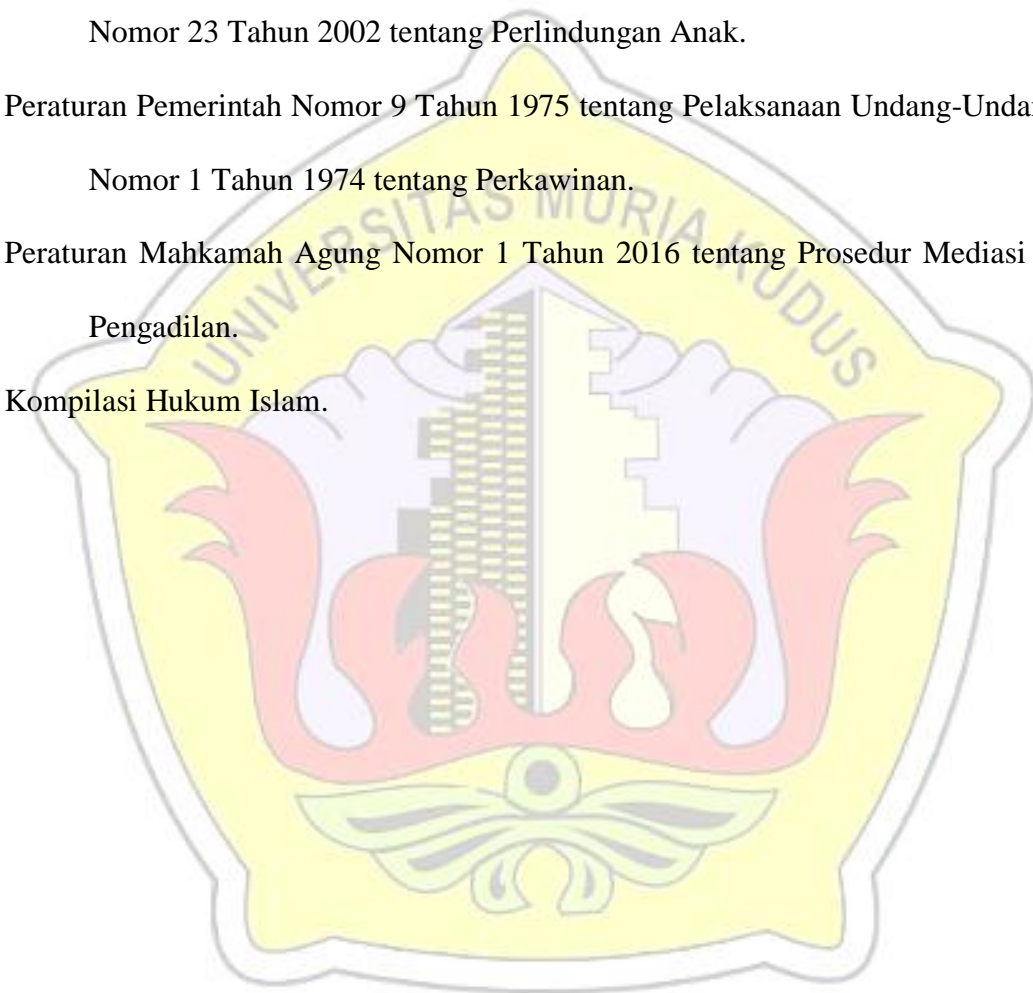 Nomor 23 Tahun 2002 tentang Perlindungan Anak.
Peraturan Pemerintah Nomor 9 Tahun 1975 tentang Pelaksanaan
Nomor 1 Tahun 1974 tentang Perkawinan.
Peraturan Mahkamah Agung Nomor 1 Tahun 2016 tentang Prosedur Mediasi
Pengadilan.
Kompilasi Hukum Islam.
UNIVERSITAS MURIA KUDUS